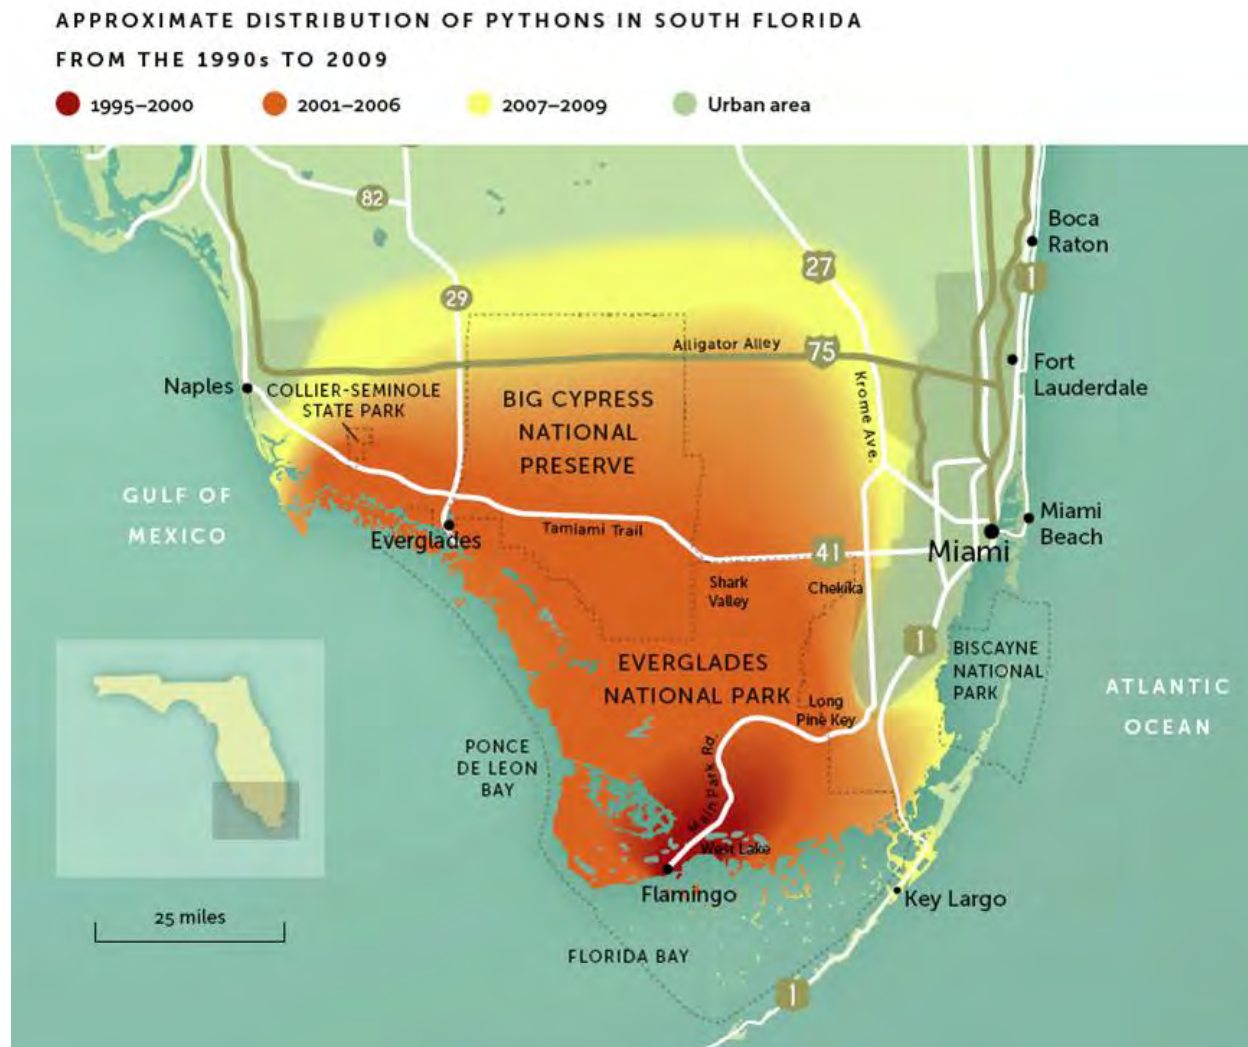 APPROXIMATE DISTRIBUTION OF PYTHONS IN SOUTH FLORIDA
FROM THE 1990s TO 2009
1995–2000
2001–2006
2007–2009
Urban area
82
Boca
Raton
27
1
29
Alligator Alley
75
Fort
Lauderdale
Naples
COLLIER-SEMINOLE
STATE PARK
BIG CYPRESS
NATIONAL
PRESERVE
Krome Ave.
GULF OF
MEXICO
Everglades
Tamiami Trail
41
Miami
Miami
Beach
Shark
Valley
Chekika
1
BISCAYNE
NATIONAL
PARK
EVERGLADES
NATIONAL PARK
Long
Pine Key
ATLANTIC
OCEAN
PONCE
DE LEON
BAY
Main Park Rd.
West Lake
Flamingo
Key Largo
25 miles
FLORIDA BAY
1